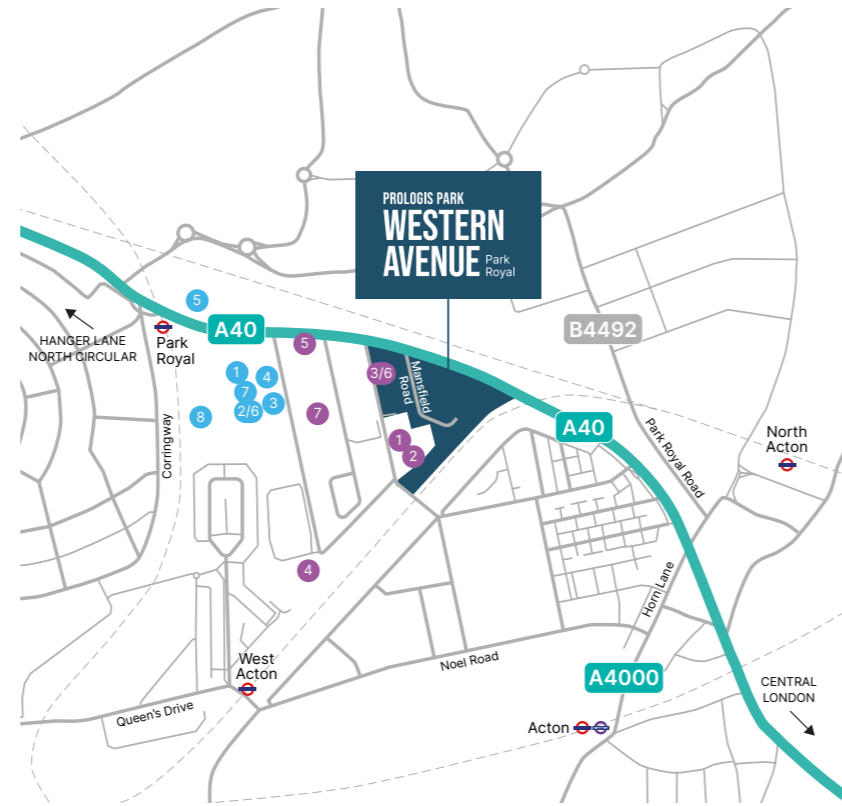 PROLOGIS PARK
WESTERN
AVENUE
Park
Royal
5
A40
B4492
HANGER LANE
NORTH CIRCULAR
Park
Royal
5
1
4
3/6
Mansfield
Road
7
3
2/6
8
7
A40
Corringway
1
2
Park Royal Road
North
Acton
4
Horn Lane
West
Acton
Noel Road
A4000
Queen's Drive
CENTRAL
LONDON
Acton